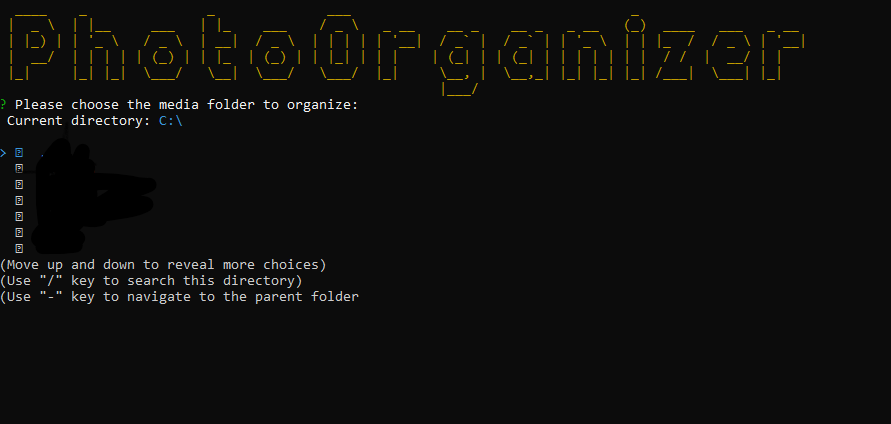 PhotoOrganizer
? Please choose the media folder to organize:
Current directory: C:\
>
(Move up and down to reveal more choices)
(Use "/" key to search this directory)
(Use "-" key to navigate to the parent folder